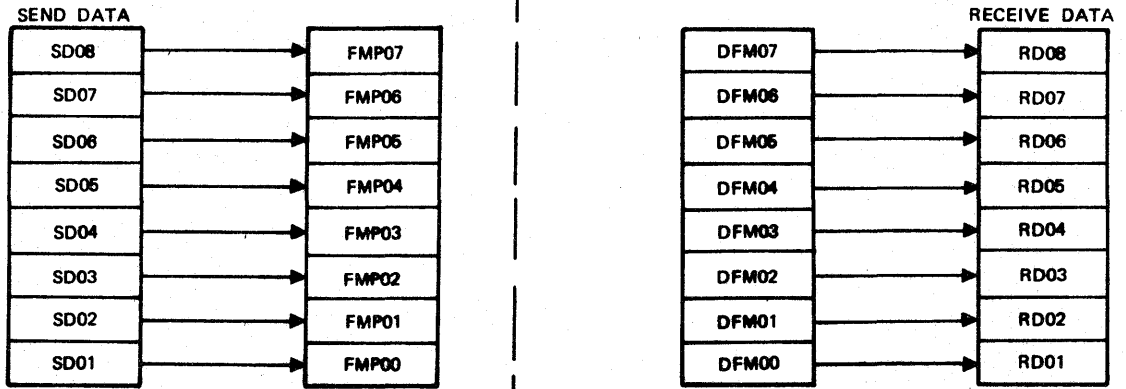 SEND DATA RECEIVE DATA
SD08 FMP07 DFM07 RD08
SD07 FMP06 DFM06 RD07
SD06 FMP05 DFM05 RD06
SD05 FMP04 DFM04 RD05
SD04 FMP03 DFM03 RD04
SD03 FMP02 DFM02 RD03
SD02 FMP01 DFM01 RD02
SD01 FMP00 DFM00 RD01